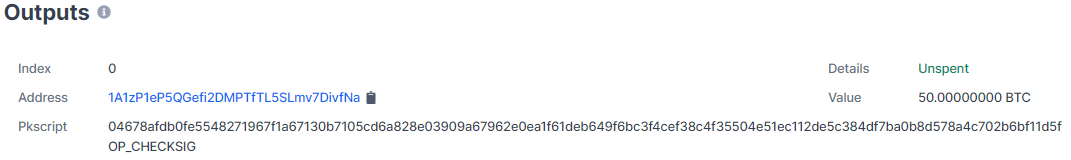 Outputs
Index 0 Details Unspent
Address 1A1zP1eP5QGefi2DMPTfTL5SLmv7DivfNa Value 50.00000000 BTC
Pkscript 04678afdb0fe5548271967f1a67130b7105cd6a828e03909a67962e0ea1f61deb649f6bc3f4cef38c4f35504e51ec112de5c384df7ba0b8d578a4c702b6bf11d5f
OP_CHECKSIG